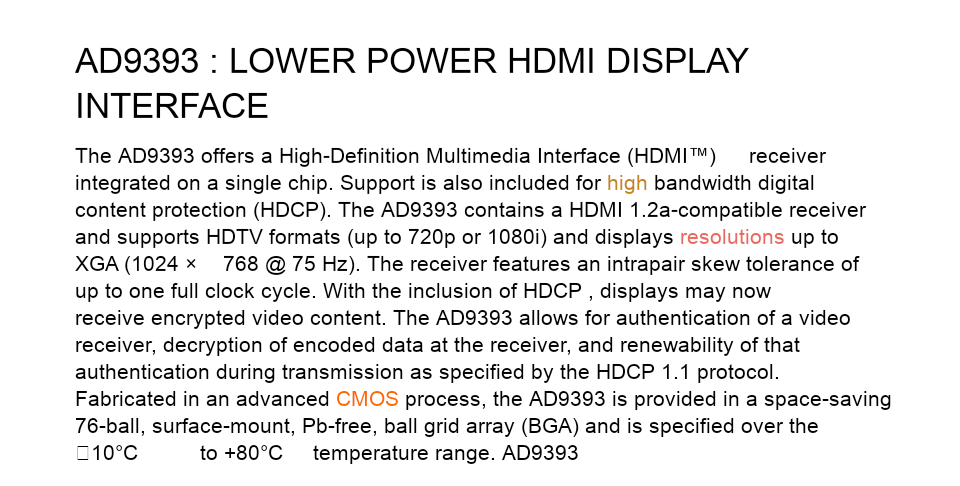 AD9393 : LOWER POWER HDMI DISPLAY
INTERFACE
The AD9393 offers a High-Definition Multimedia Interface (HDMI™) receiver
integrated on a single chip. Support is also included for high bandwidth digital
content protection (HDCP). The AD9393 contains a HDMI 1.2a-compatible receiver
and supports HDTV formats (up to 720p or 1080i) and displays resolutions up to
XGA (1024 × 768 @ 75 Hz). The receiver features an intrapair skew tolerance of
up to one full clock cycle. With the inclusion of HDCP , displays may now
receive encrypted video content. The AD9393 allows for authentication of a video
receiver, decryption of encoded data at the receiver, and renewability of that
authentication during transmission as specified by the HDCP 1.1 protocol.
Fabricated in an advanced CMOS process, the AD9393 is provided in a space-saving
76-ball, surface-mount, Pb-free, ball grid array (BGA) and is specified over the
□10°C to +80°C temperature range. AD9393